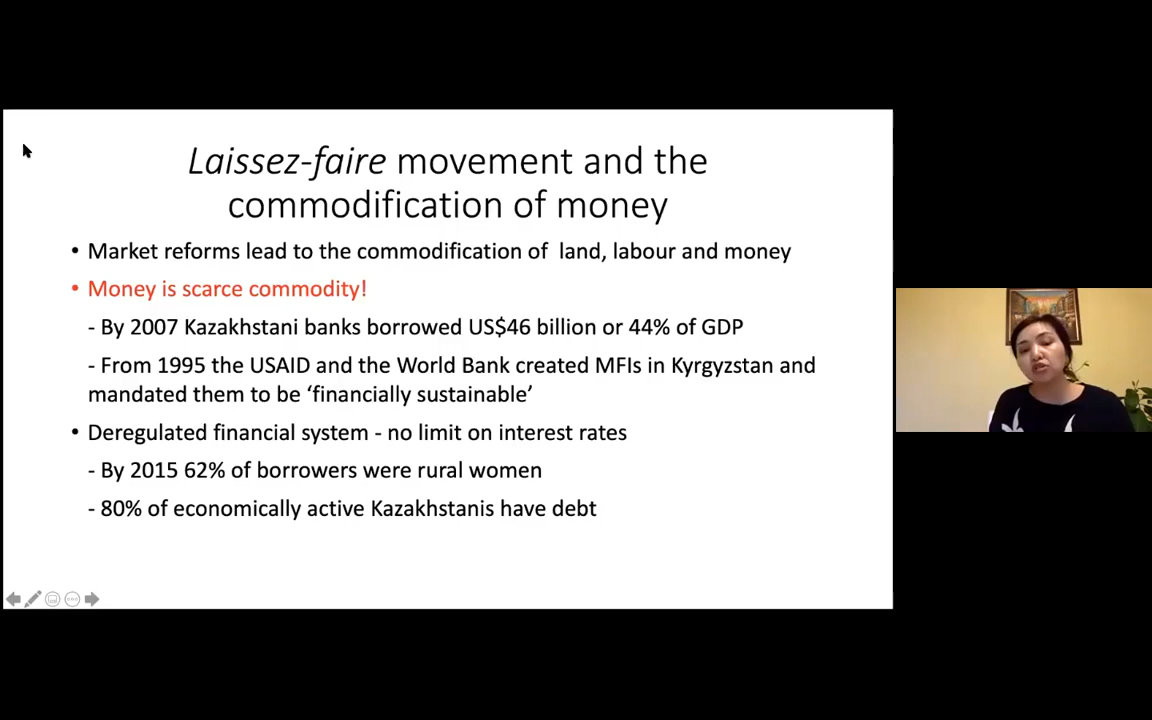 Laissez-faire movement and the
commodification of money
• Market reforms lead to the commodification of land, labour and money
• Money is scarce commodity!
- By 2007 Kazakhstani banks borrowed US$46 billion or 44% of GDP
- From 1995 the USAID and the World Bank created MFIs in Kyrgyzstan and
mandated them to be ‘financially sustainable’
• Deregulated financial system - no limit on interest rates
- By 2015 62% of borrowers were rural women
- 80% of economically active Kazakhstanis have debt